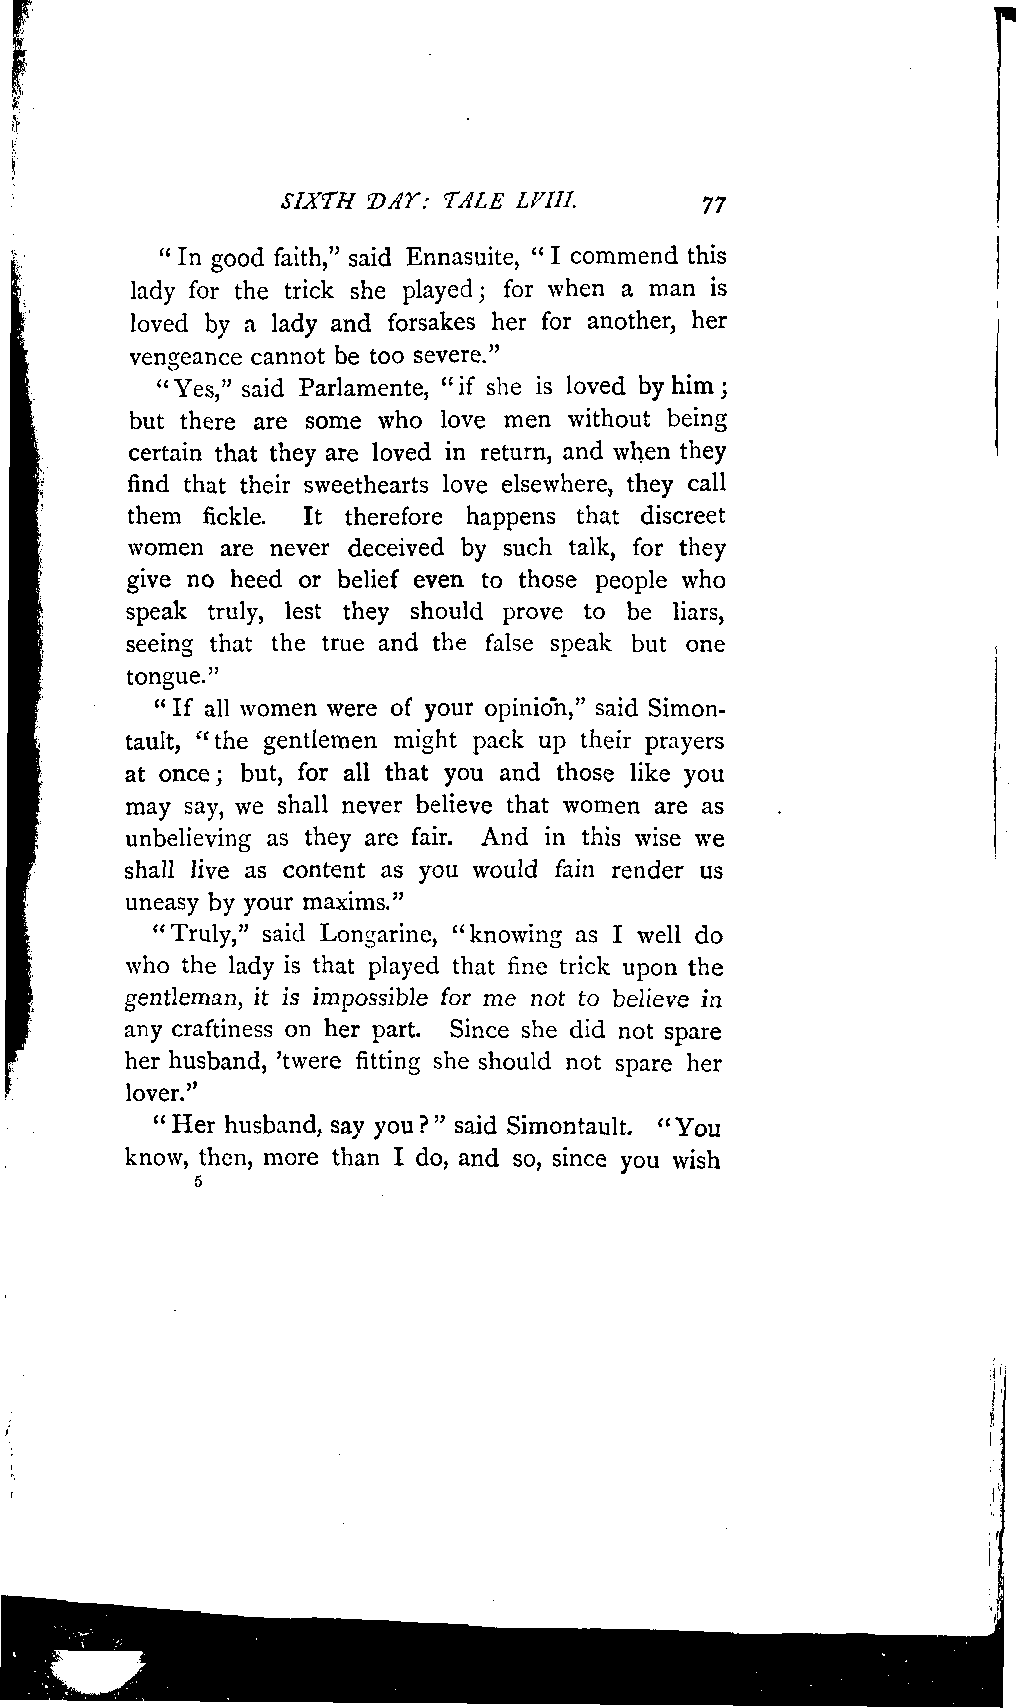 SIXTH DAY: TALE LVIII. 77
“In good faith,” said Ennasuite, “I commend this
lady for the trick she played; for when a man is
loved by a lady and forsakes her for another, her
vengeance cannot be too severe.”
“Yes,” said Parlamente, “if she is loved by him;
but there are some who love men without being
certain that they are loved in return, and when they
find that their sweethearts love elsewhere, they call
them fickle. It therefore happens that discreet
women are never deceived by such talk, for they
give no heed or belief even to those people who
speak truly, lest they should prove to be liars,
seeing that the true and the false speak but one
tongue.”
“If all women were of your opinion,” said Simon-
tault, “the gentlemen might pack up their prayers
at once; but, for all that you and those like you
may say, we shall never believe that women are as
unbelieving as they are fair. And in this wise we
shall live as content as you would fain render us
uneasy by your maxims.”
“Truly,” said Longarine, “knowing as I well do
who the lady is that played that fine trick upon the
gentleman, it is impossible for me not to believe in
any craftiness on her part. Since she did not spare
her husband, ’twere fitting she should not spare her
lover.”
“Her husband, say you?” said Simontault. “You
know, then, more than I do, and so, since you wish
5